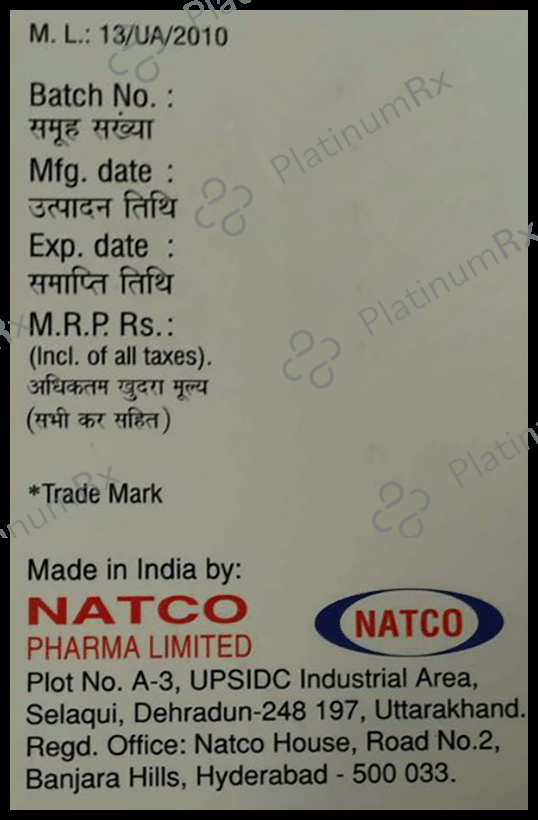 M. L.: 13/UA/2010
Batch No. :
समूह सख्या
Mfg. date :
उत्पादन तिथि
Exp. date :
समाप्ति तिथि
M.R.P. Rs.:
(Incl. of all taxes).
अधिकतम खुदरा मूल्य
(सभी कर सहित)
*Trade Mark
Made in India by:
NATCO
PHARMA LIMITED
NATCO
Plot No. A-3, UPSIDC Industrial Area,
Selaqui, Dehradun-248 197, Uttarakhand.
Regd. Office: Natco House, Road No.2,
Banjara Hills, Hyderabad - 500 033.
PlatinumRx
PlatinumRx